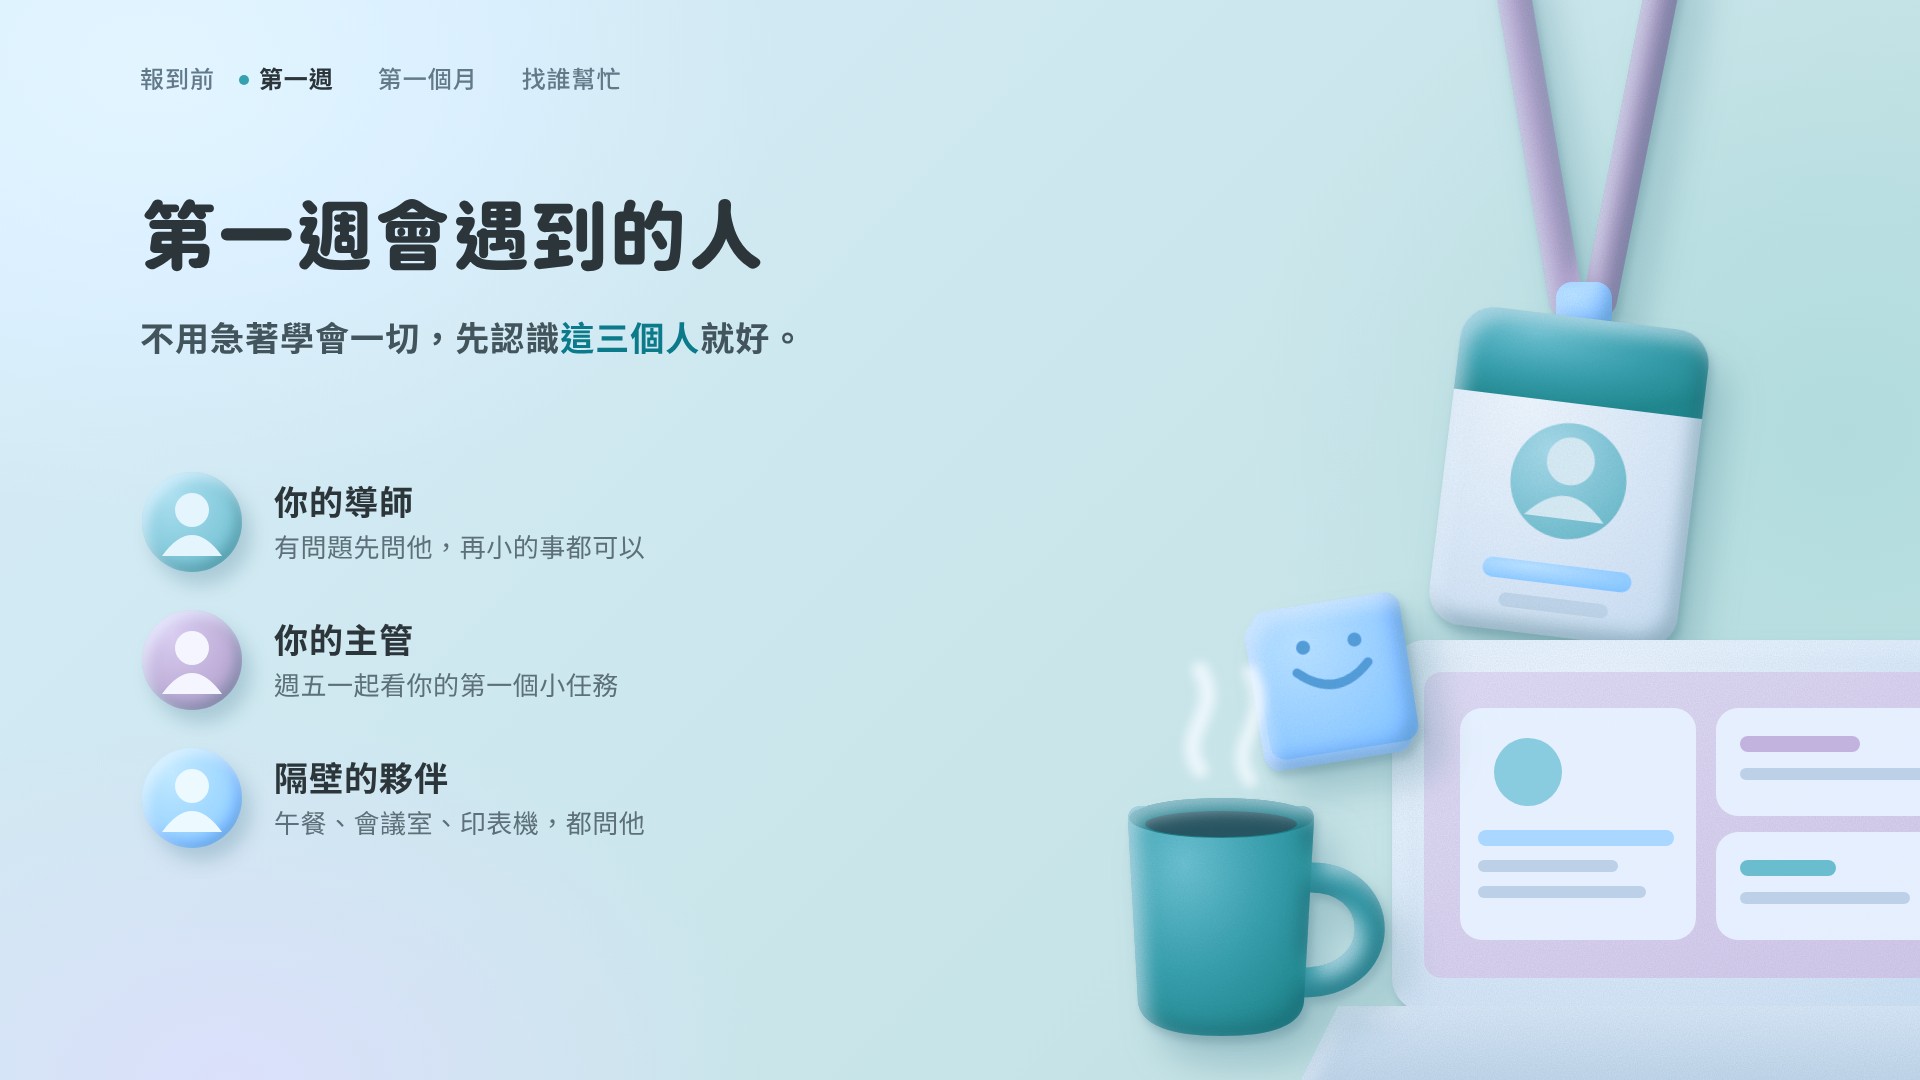 報到前 第一週 第一個月 找誰幫忙
第一週會遇到的人
不用急著學會一切，先認識這三個人就好。
你的導師
有問題先問他，再小的事都可以
你的主管
週五一起看你的第一個小任務
隔壁的夥伴
午餐、會議室、印表機，都問他